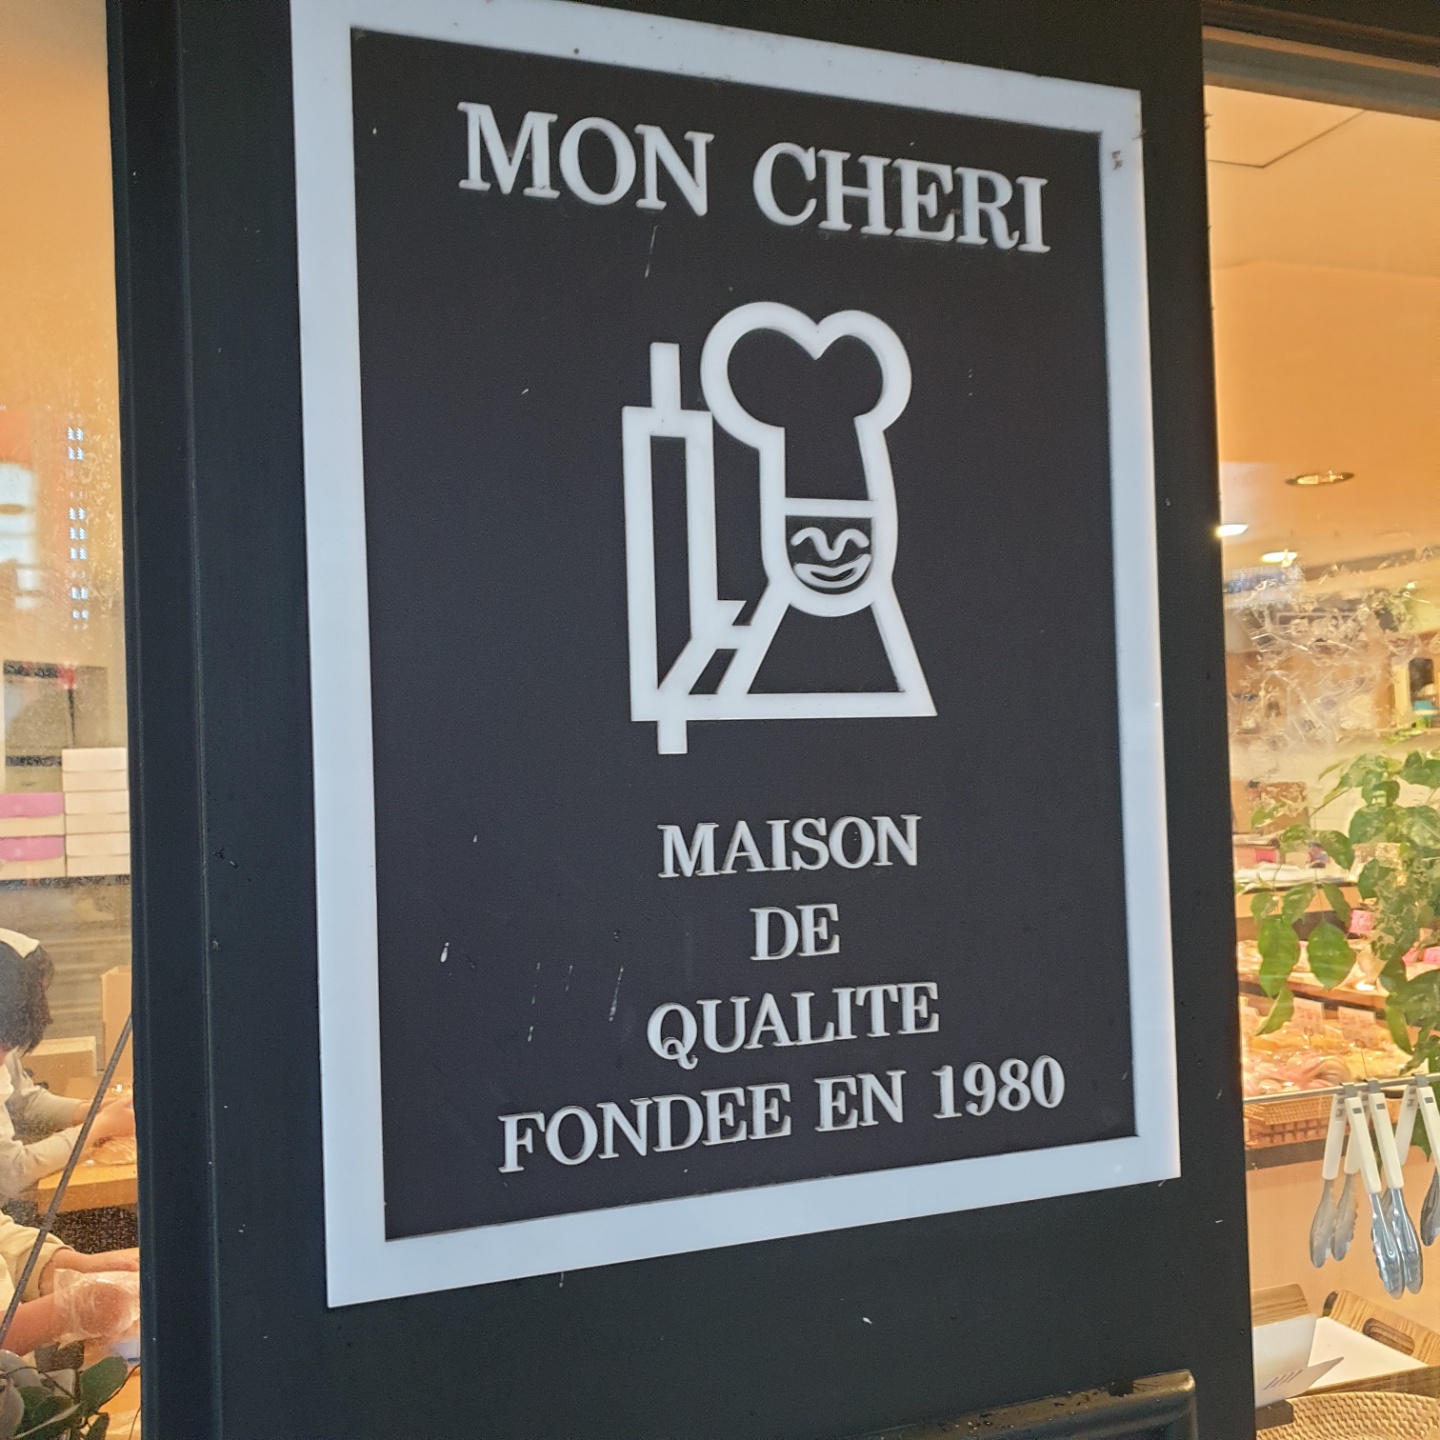 MON CHERI
MAISON
DE
QUALITE
FONDEE EN 1980